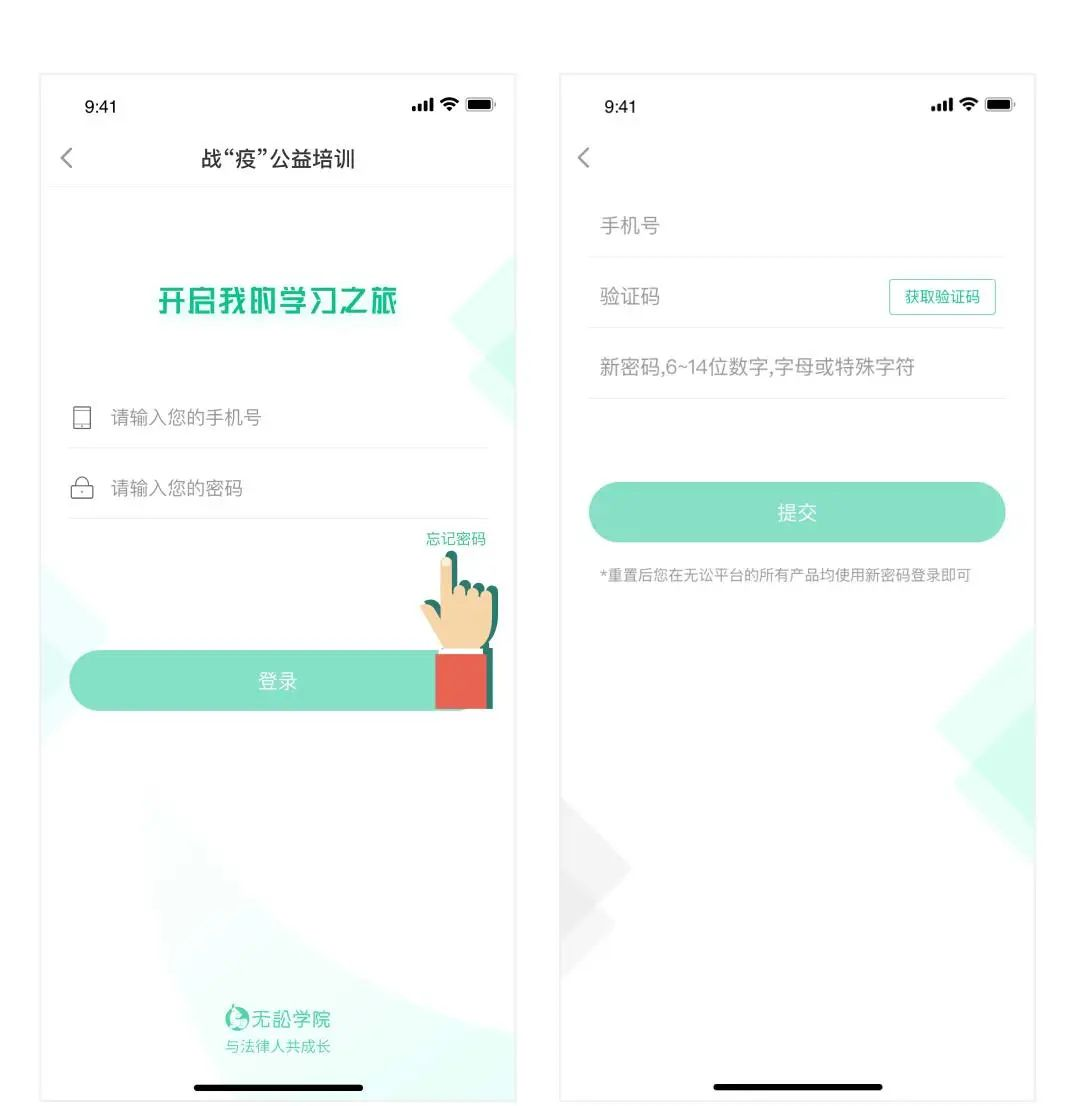 9:41
战“疫”公益培训
开启我的学习之旅
请输入您的手机号
请输入您的密码
忘记密码
登录
无讼学院
与法律人共成长
9:41
手机号
验证码
获取验证码
新密码,6~14位数字,字母或特殊字符
提交
*重置后您在无讼平台的所有产品均使用新密码登录即可